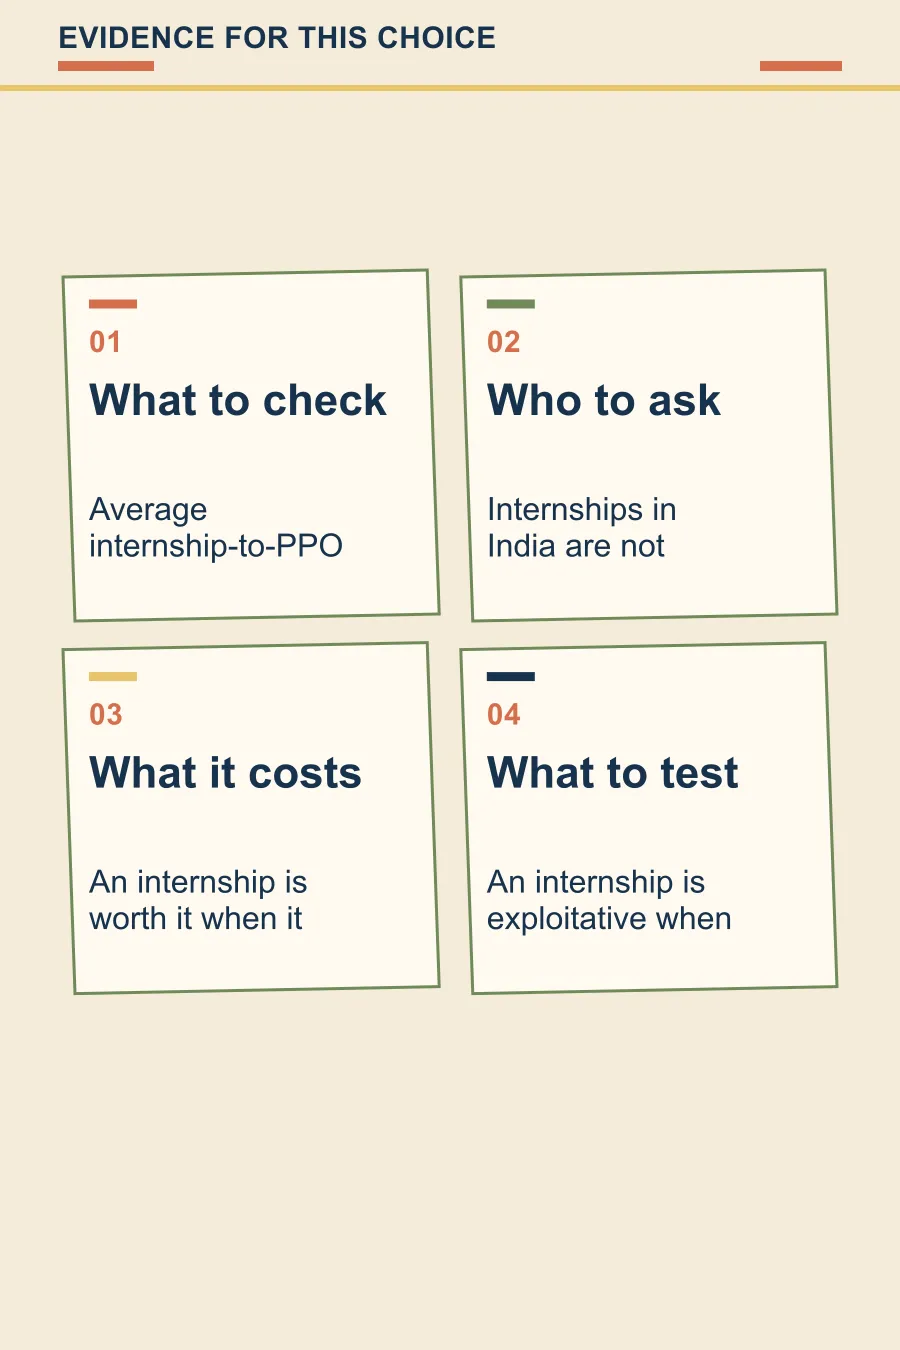 EVIDENCE FOR THIS CHOICE
01
What to check
Average
internship-to-PPO
02
Who to ask
Internships in
India are not
03
What it costs
An internship is
worth it when it
04
What to test
An internship is
exploitative when